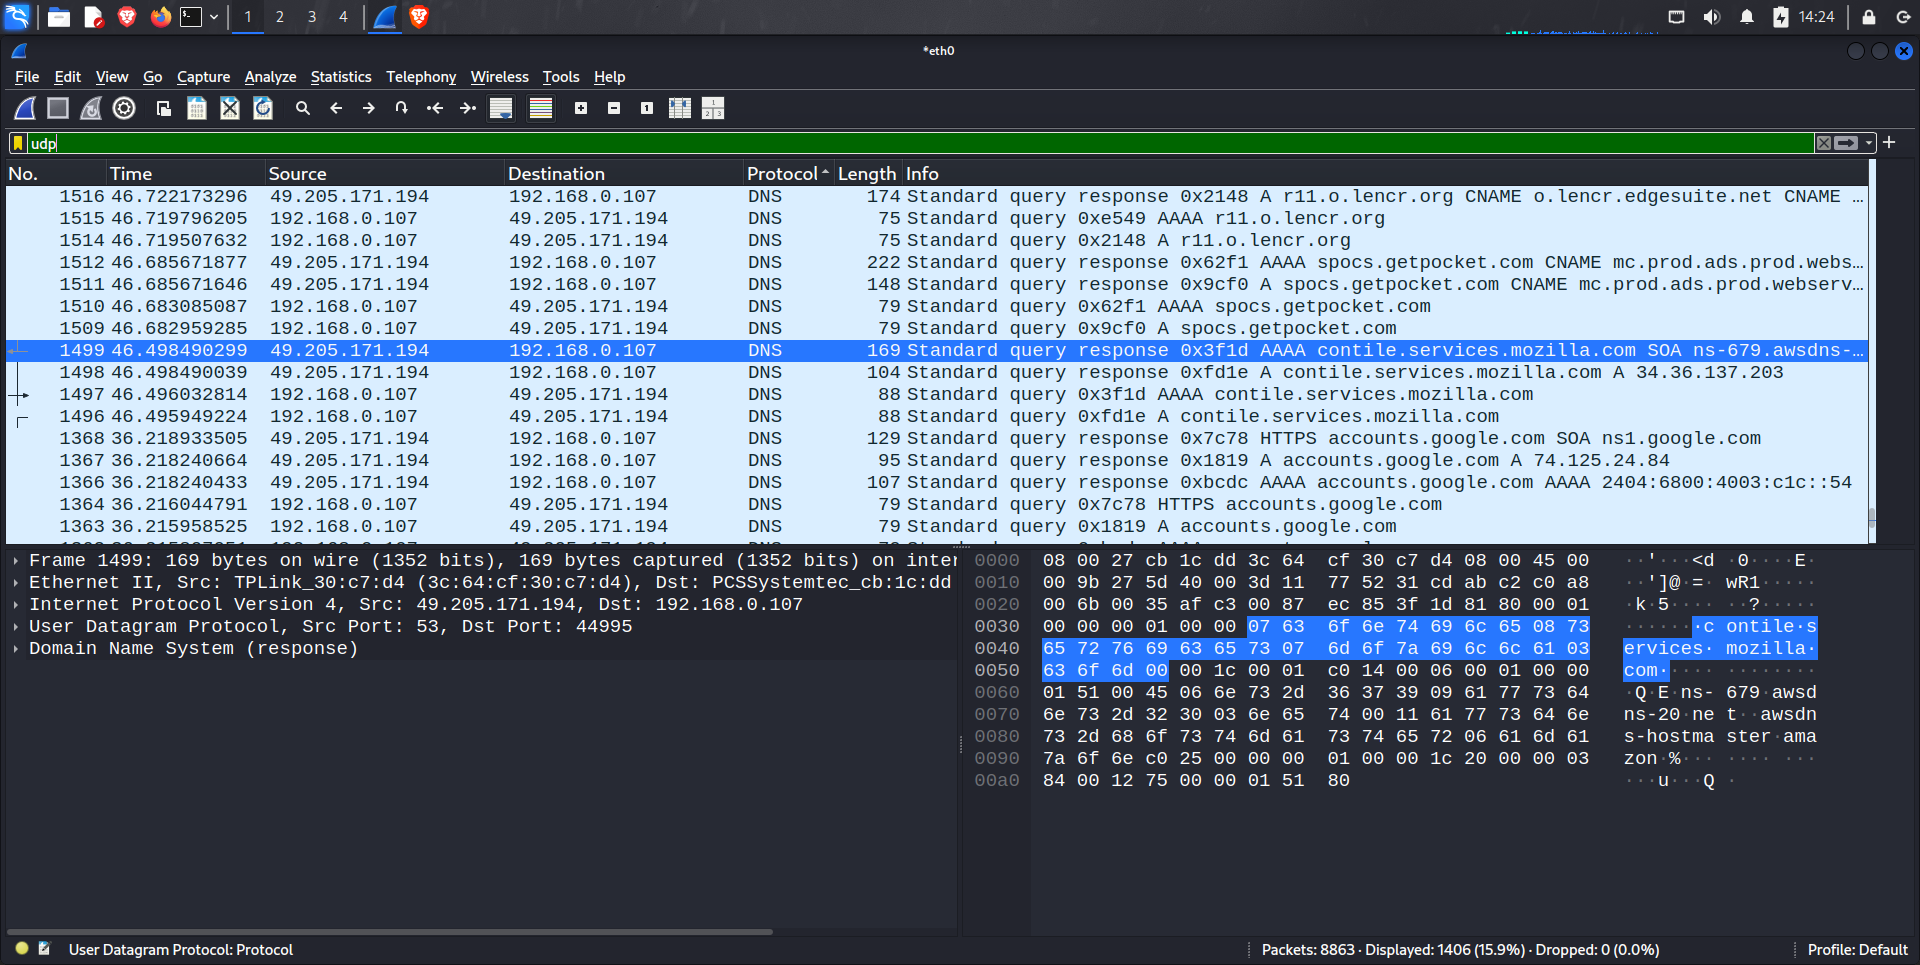 1 2 3 4 14:24
*eth0
File Edit View Go Capture Analyze Statistics Telephony Wireless Tools Help
udp
No. Time Source Destination Protocol Length Info
1516 46.722173296 49.205.171.194 192.168.0.107 DNS 174 Standard query response 0x2148 A r11.o.lencr.org CNAME o.lencr.edgesuite.net CNAME …
1515 46.719796205 192.168.0.107 49.205.171.194 DNS 75 Standard query 0xe549 AAAA r11.o.lencr.org
1514 46.719507632 192.168.0.107 49.205.171.194 DNS 75 Standard query 0x2148 A r11.o.lencr.org
1512 46.685671877 49.205.171.194 192.168.0.107 DNS 222 Standard query response 0x62f1 AAAA spocs.getpocket.com CNAME mc.prod.ads.prod.webs…
1511 46.685671646 49.205.171.194 192.168.0.107 DNS 148 Standard query response 0x9cf0 A spocs.getpocket.com CNAME mc.prod.ads.prod.webserv…
1510 46.683085087 192.168.0.107 49.205.171.194 DNS 79 Standard query 0x62f1 AAAA spocs.getpocket.com
1509 46.682959285 192.168.0.107 49.205.171.194 DNS 79 Standard query 0x9cf0 A spocs.getpocket.com
1499 46.498490299 49.205.171.194 192.168.0.107 DNS 169 Standard query response 0x3f1d AAAA contile.services.mozilla.com SOA ns-679.awsdns-…
1498 46.498490039 49.205.171.194 192.168.0.107 DNS 104 Standard query response 0xfd1e A contile.services.mozilla.com A 34.36.137.203
1497 46.496032814 192.168.0.107 49.205.171.194 DNS 88 Standard query 0x3f1d AAAA contile.services.mozilla.com
1496 46.495949224 192.168.0.107 49.205.171.194 DNS 88 Standard query 0xfd1e A contile.services.mozilla.com
1368 36.218933505 49.205.171.194 192.168.0.107 DNS 129 Standard query response 0x7c78 HTTPS accounts.google.com SOA ns1.google.com
1367 36.218240664 49.205.171.194 192.168.0.107 DNS 95 Standard query response 0x1819 A accounts.google.com A 74.125.24.84
1366 36.218240433 49.205.171.194 192.168.0.107 DNS 107 Standard query response 0xbcdc AAAA accounts.google.com AAAA 2404:6800:4003:c1c::54
1364 36.216044791 192.168.0.107 49.205.171.194 DNS 79 Standard query 0x7c78 HTTPS accounts.google.com
1363 36.215958525 192.168.0.107 49.205.171.194 DNS 79 Standard query 0x1819 A accounts.google.com
Frame 1499: 169 bytes on wire (1352 bits), 169 bytes captured (1352 bits) on inter
Ethernet II, Src: TPLink_30:c7:d4 (3c:64:cf:30:c7:d4), Dst: PCSSystemtec_cb:1c:dd
Internet Protocol Version 4, Src: 49.205.171.194, Dst: 192.168.0.107
User Datagram Protocol, Src Port: 53, Dst Port: 44995
Domain Name System (response)
0000 08 00 27 cb 1c dd 3c 64 cf 30 c7 d4 08 00 45 00 ··'···<d ·0····E·
0010 00 9b 27 5d 40 00 3d 11 77 52 31 cd ab c2 c0 a8 ··']@·=· wR1·····
0020 00 6b 00 35 af c3 00 87 ec 85 3f 1d 81 80 00 01 ·k·5···· ··?·····
0030 00 00 00 01 00 00 07 63 6f 6e 74 69 6c 65 08 73 ·······c ontile·s
0040 65 72 76 69 63 65 73 07 6d 6f 7a 69 6c 6c 61 03 ervices· mozilla·
0050 63 6f 6d 00 00 1c 00 01 c0 14 00 06 00 01 00 00 com····· ········
0060 01 51 00 45 06 6e 73 2d 36 37 39 09 61 77 73 64 ·Q·E·ns- 679·awsd
0070 6e 73 2d 32 30 03 6e 65 74 00 11 61 77 73 64 6e ns-20·ne t··awsdn
0080 73 2d 68 6f 73 74 6d 61 73 74 65 72 06 61 6d 61 s-hostma ster·ama
0090 7a 6f 6e c0 25 00 00 00 01 00 00 1c 20 00 00 03 zon·%··· ···· ···
00a0 84 00 12 75 00 00 01 51 80 ···u···Q ·
User Datagram Protocol: Protocol
Packets: 8863 · Displayed: 1406 (15.9%) · Dropped: 0 (0.0%)
Profile: Default